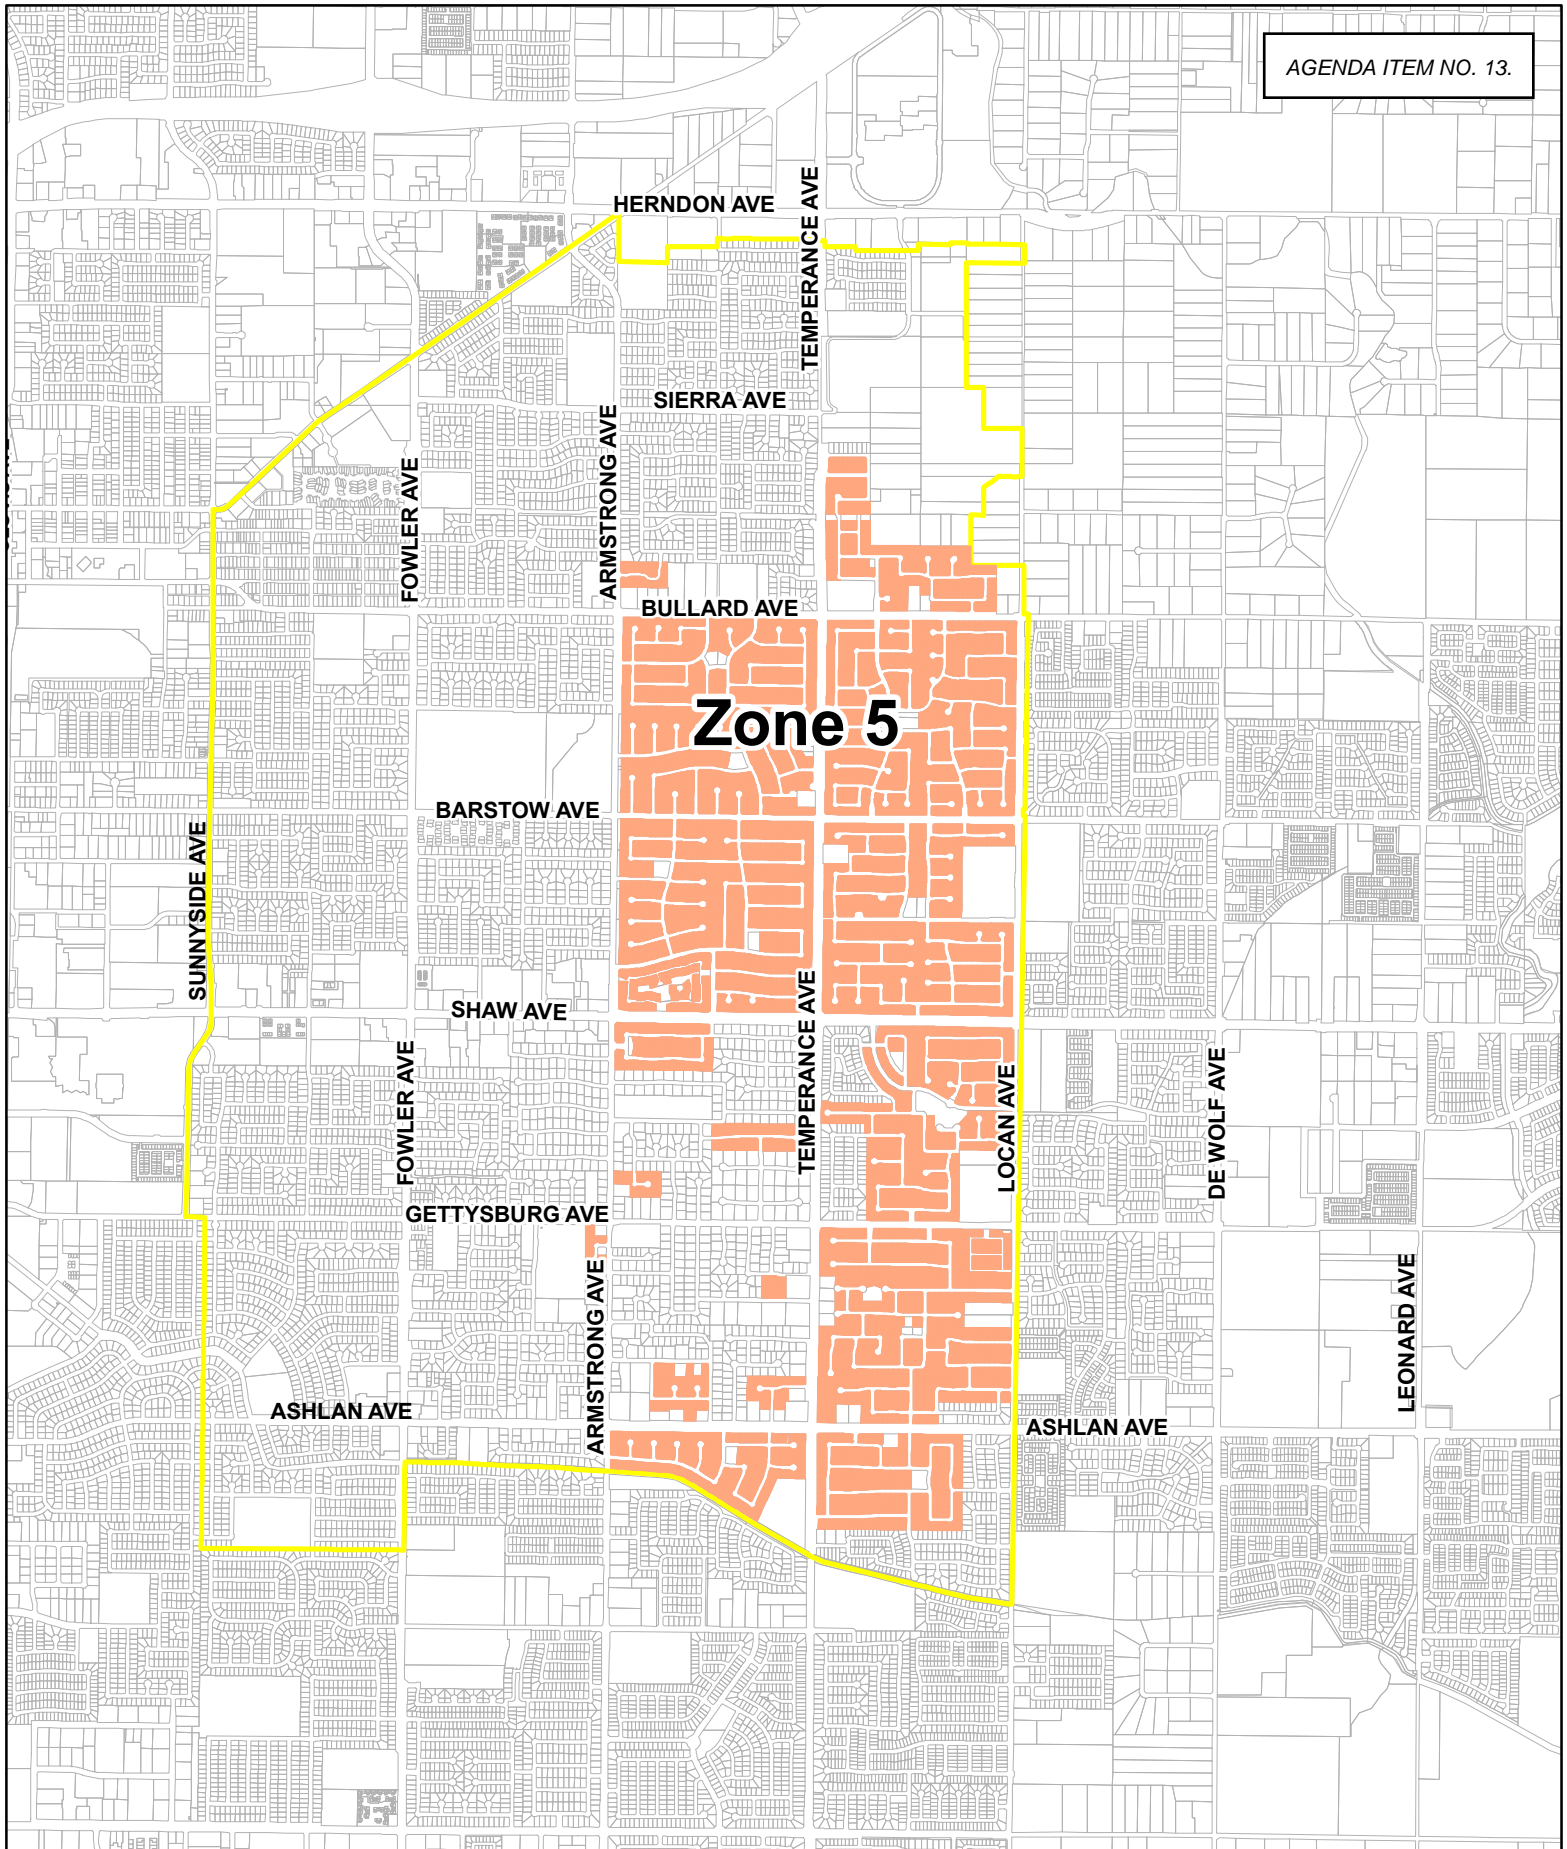 AGENDA ITEM NO. 13.
HERNDON AVE
TEMPERANCE AVE
SIERRA AVE
ARMSTRONG AVE
FOWLER AVE
BULLARD AVE
Zone 5
BARSTOW AVE
SUNNYSIDE AVE
SHAW AVE
TEMPERANCE AVE
FOWLER AVE
LOCAN AVE
DE WOLF AVE
GETTYSBURG AVE
ARMSTRONG AVE
LEONARD AVE
ASHLAN AVE
ASHLAN AVE